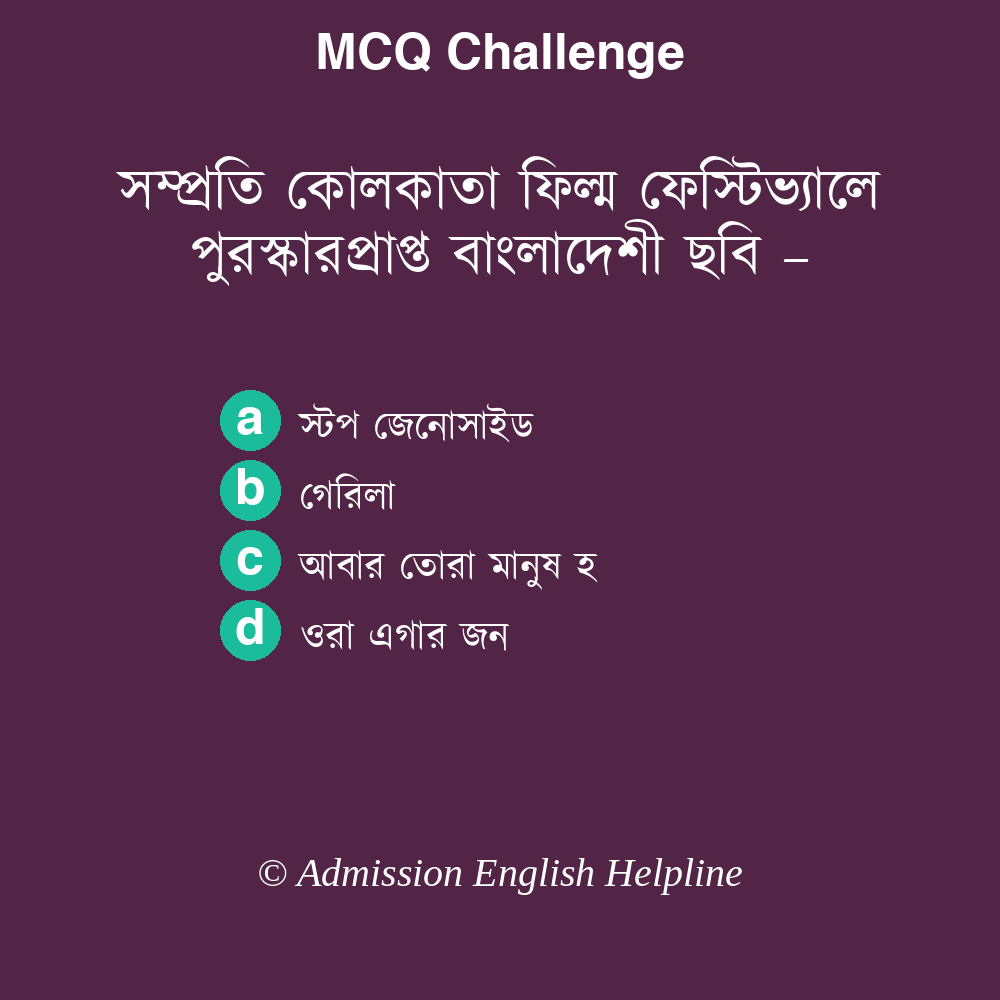 MCQ Challenge
সম্প্রতি কোলকাতা ফিল্ম ফেস্টিভ্যালে
পুরস্কারপ্রাপ্ত বাংলাদেশী ছবি –
a স্টপ জেনোসাইড
b গেরিলা
c আবার তোরা মানুষ হ
d ওরা এগার জন
© Admission English Helpline